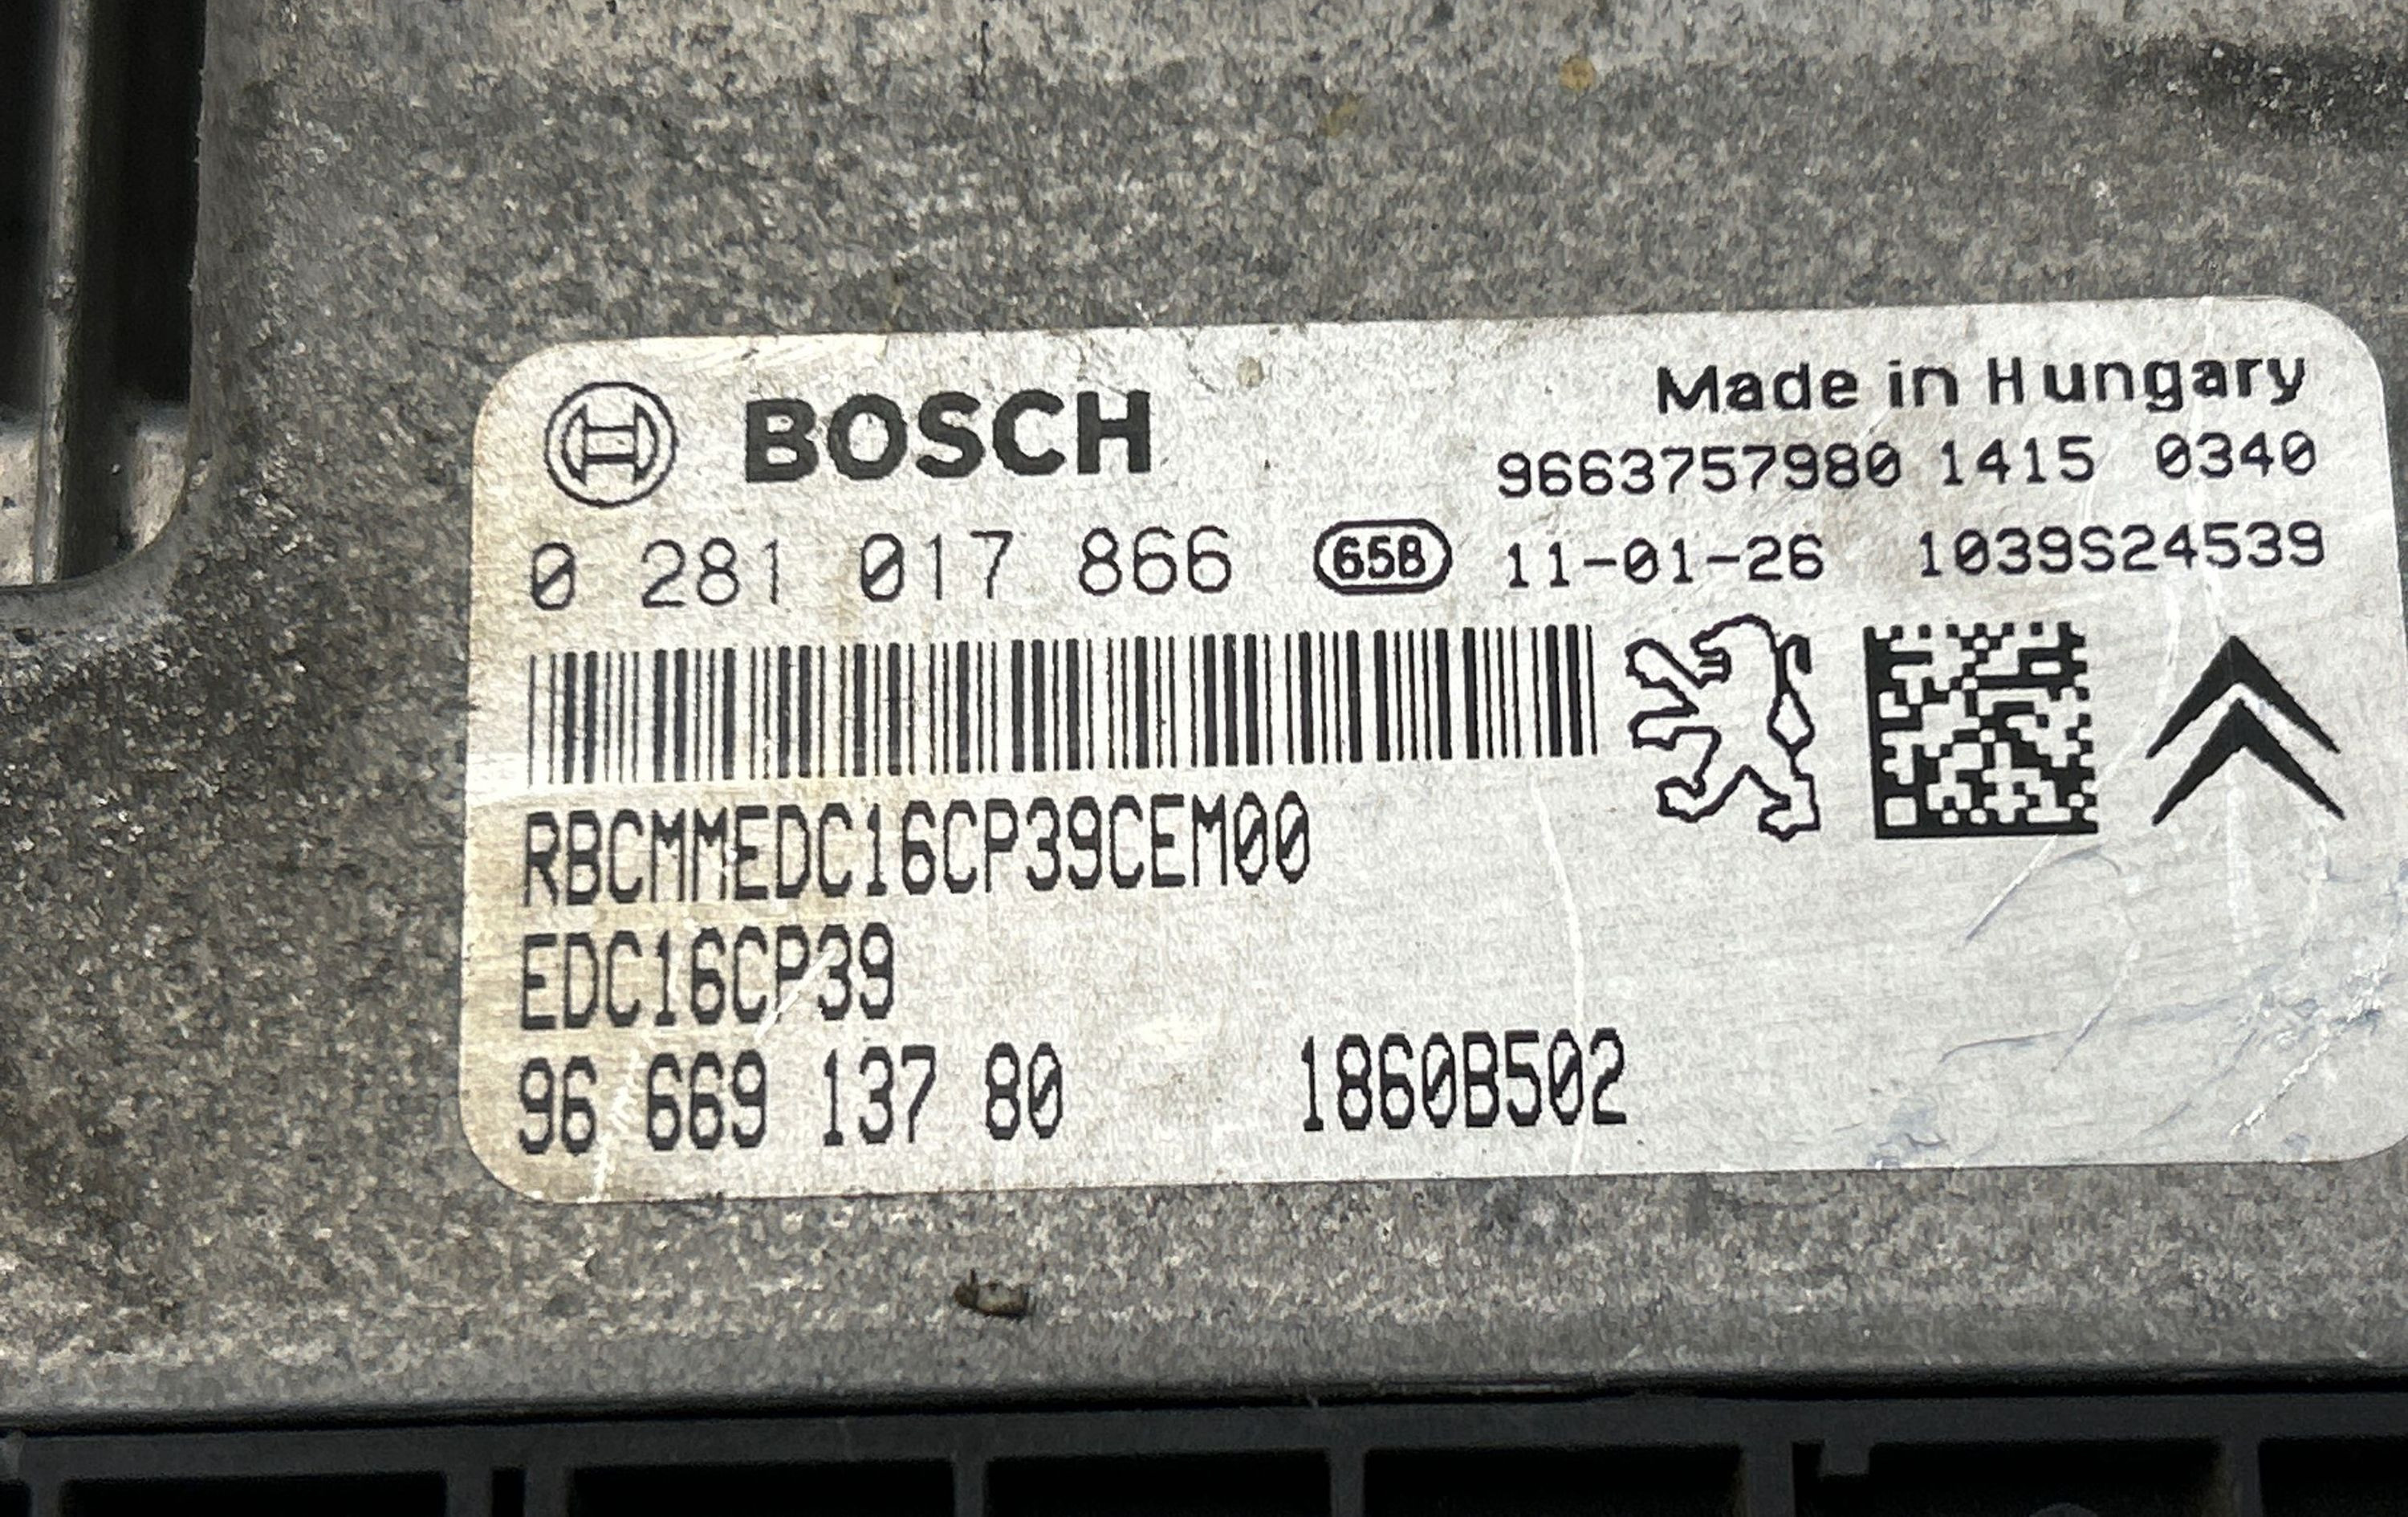 BOSCH
Made in Hungary
9663757980 1415 0340
0 281 017 866 65B 11-01-26 1039S24539
RBCMMEDC16CP39CEM00
EDC16CP39
96 669 137 80 1860B502